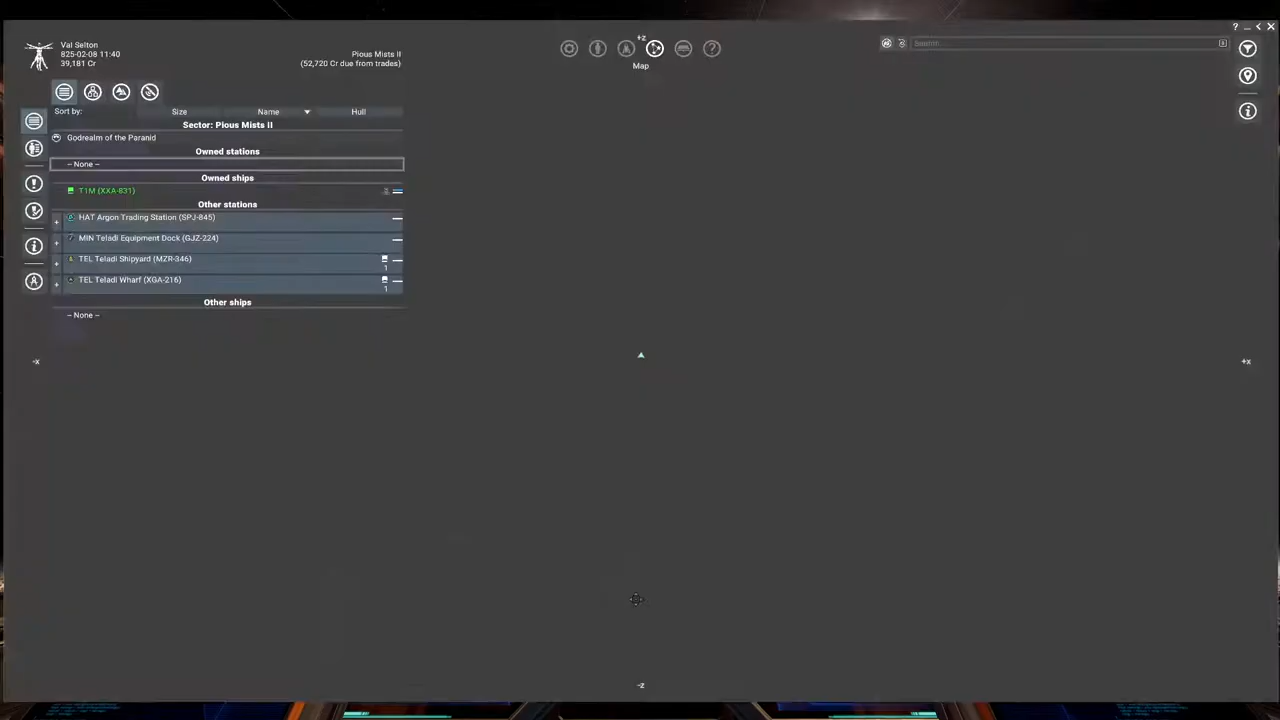 Val Selton
825-02-08 11:40
39,181 Cr
Pious Mists II
(52,720 Cr due from trades)
+z
Map
Search
? _ < X
Sort by: Size Name Hull
Sector: Pious Mists II
Godrealm of the Paranid
Owned stations
-- None --
Owned ships
T1M (XXA-831)
Other stations
+ HAT Argon Trading Station (SPJ-845)
+ MIN Teladi Equipment Dock (GJZ-224)
+ TEL Teladi Shipyard (MZR-346)
1
+ TEL Teladi Wharf (XGA-216)
1
Other ships
-- None --
-x
+x
-z